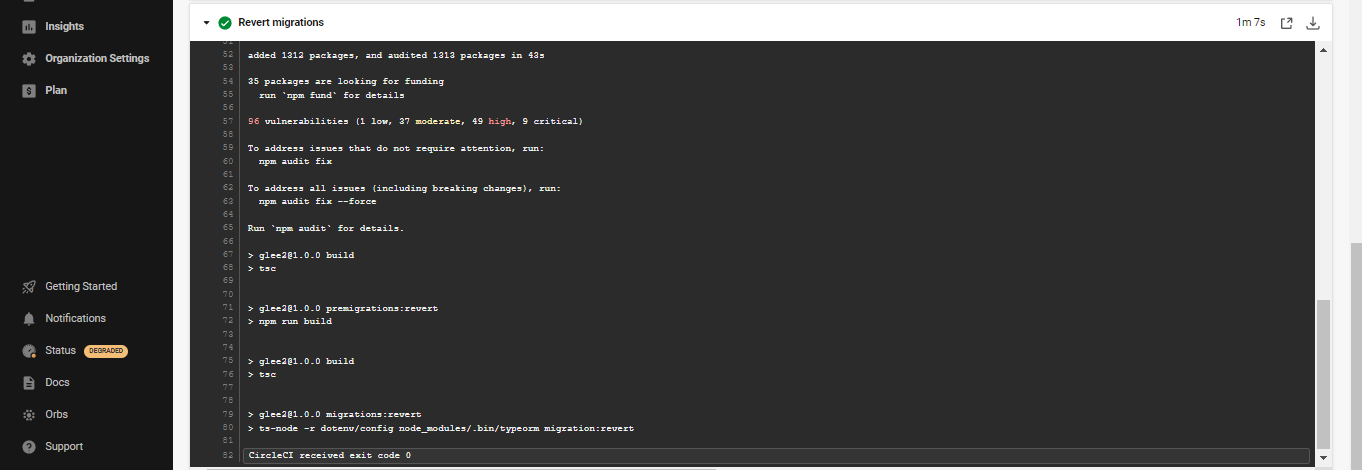 Insights
Organization Settings
Plan
Getting Started
Notifications
Status DEGRADED
Docs
Orbs
Support
Revert migrations 1m 7s
52 added 1312 packages, and audited 1313 packages in 43s
53
54 35 packages are looking for funding
55 run `npm fund` for details
56
57 96 vulnerabilities (1 low, 37 moderate, 49 high, 9 critical)
58
59 To address issues that do not require attention, run:
60 npm audit fix
61
62 To address all issues (including breaking changes), run:
63 npm audit fix --force
64
65 Run `npm audit` for details.
66
67 > glee2@1.0.0 build
68 > tsc
69
70
71 > glee2@1.0.0 premigrations:revert
72 > npm run build
73
74
75 > glee2@1.0.0 build
76 > tsc
77
78
79 > glee2@1.0.0 migrations:revert
80 > ts-node -r dotenv/config node_modules/.bin/typeorm migration:revert
81
82 CircleCI received exit code 0